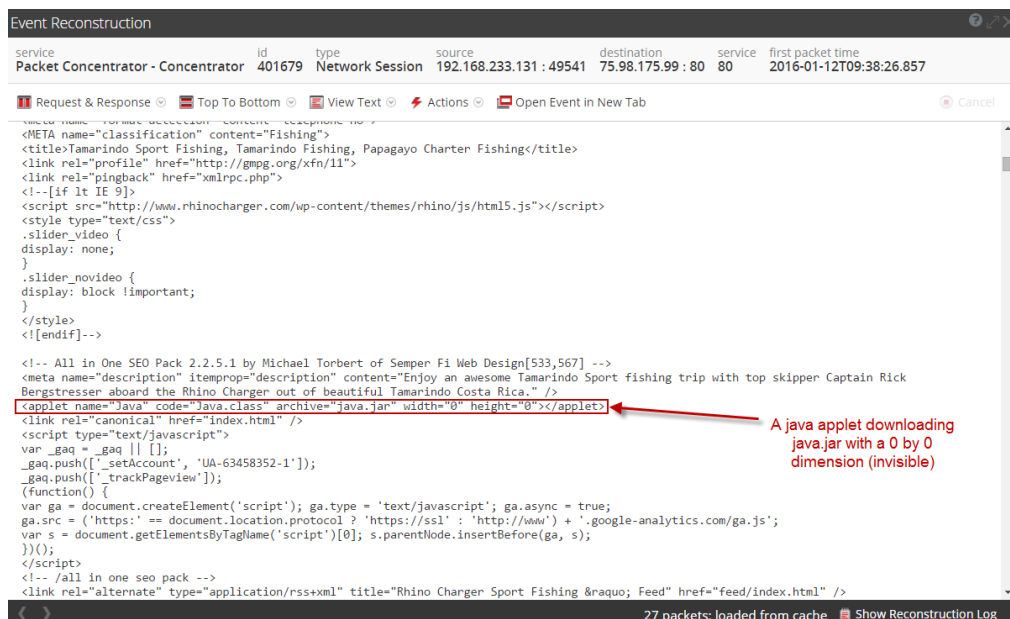 Event Reconstruction
service id type source destination service first packet time
Packet Concentrator - Concentrator 401679 Network Session 192.168.233.131 : 49541 75.98.175.99 : 80 80 2016-01-12T09:38:26.857
Request & Response Top To Bottom View Text Actions Open Event in New Tab Cancel
<META name="classification" content="Fishing">
<title>Tamarindo Sport Fishing, Tamarindo Fishing, Papagayo Charter Fishing</title>
<link rel="profile" href="http://gmpg.org/xfn/11">
<link rel="pingback" href="xmlrpc.php">
<!--[if lt IE 9]>
<script src="http://www.rhinocharger.com/wp-content/themes/rhino/js/html5.js"></script>
<style type="text/css">
.slider_video {
display: none;
}
.slider_novideo {
display: block !important;
}
</style>
<![endif]-->
<!-- All in One SEO Pack 2.2.5.1 by Michael Torbert of Semper Fi Web Design[533,567] -->
<meta name="description" itemprop="description" content="Enjoy an awesome Tamarindo Sport fishing trip with top skipper Captain Rick
Bergstresser aboard the Rhino Charger out of beautiful Tamarindo Costa Rica." />
<applet name="Java" code="Java.class" archive="java.jar" width="0" height="0"></applet>
<link rel="canonical" href="index.html" />
<script type="text/javascript">
var _gaq = _gaq || [];
_gaq.push(['_setAccount', 'UA-63458352-1']);
_gaq.push(['_trackPageview']);
(function() {
var ga = document.createElement('script'); ga.type = 'text/javascript'; ga.async = true;
ga.src = ('https:' == document.location.protocol ? 'https://ssl' : 'http://www') + '.google-analytics.com/ga.js';
var s = document.getElementsByTagName('script')[0]; s.parentNode.insertBefore(ga, s);
})();
</script>
<!-- /all in one seo pack -->
<link rel="alternate" type="application/rss+xml" title="Rhino Charger Sport Fishing &raquo; Feed" href="feed/index.html" />
A java applet downloading
java.jar with a 0 by 0
dimension (invisible)
27 packets: loaded from cache Show Reconstruction Log